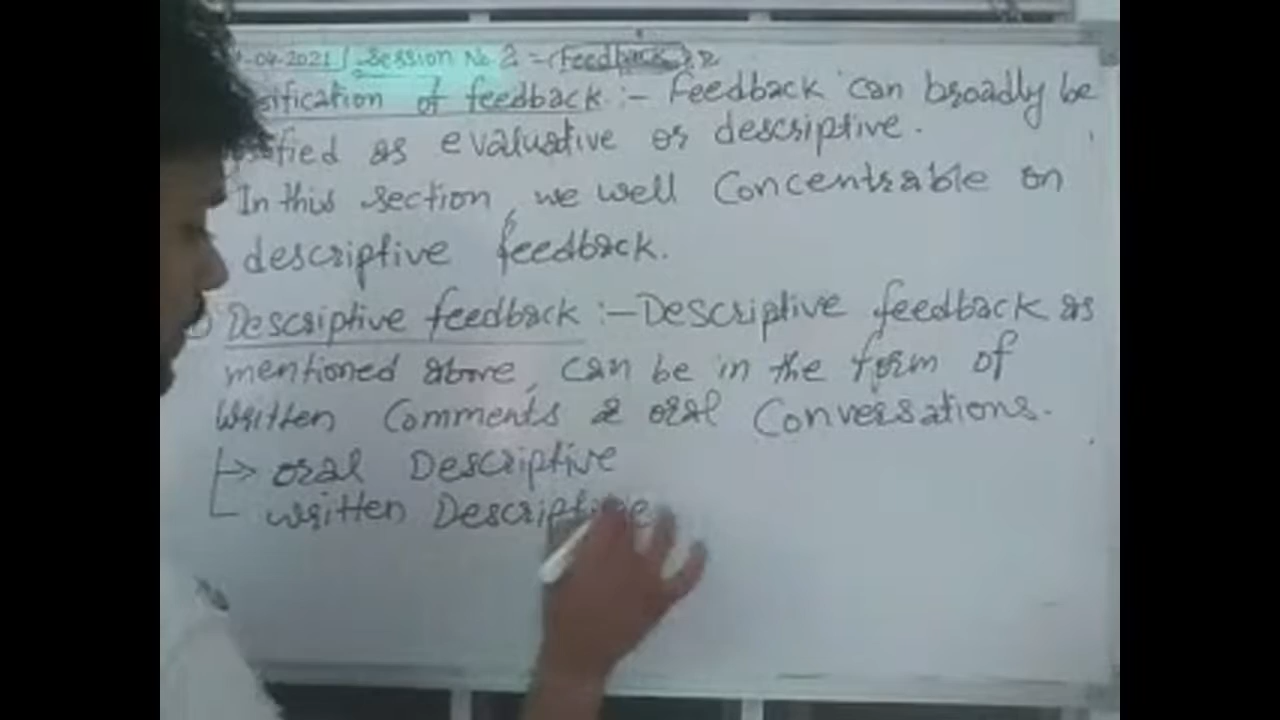 -04-2021 | Session No 2 = (Feedback) 2
sification of feedback :- Feedback can broadly be
sified as evaluative or descriptive.
In this section, we well Concentrable on
descriptive feedback.
Descriptive feedback :- Descriptive feedback as
mentioned above, can be in the form of
written Comments & oral Conversations.
oral Descriptive
written Descriptive